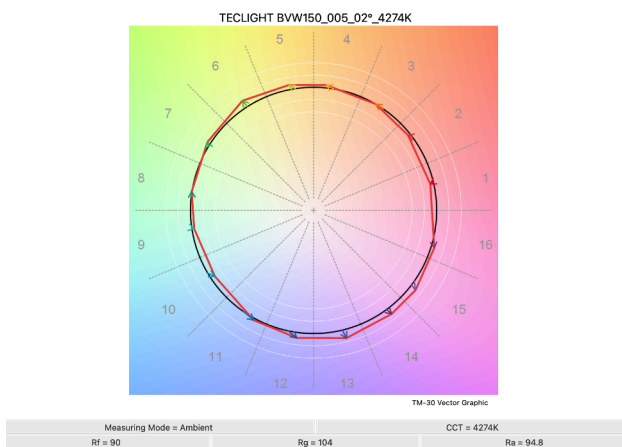 TECLIGHT BVW150_005_02°_4274K
5 4
6 3
7 2
8 1
9 16
10 15
11 14
12 13
TM-30 Vector Graphic
Measuring Mode = Ambient CCT = 4274K
Rf = 90 Rg = 104 Ra = 94.8